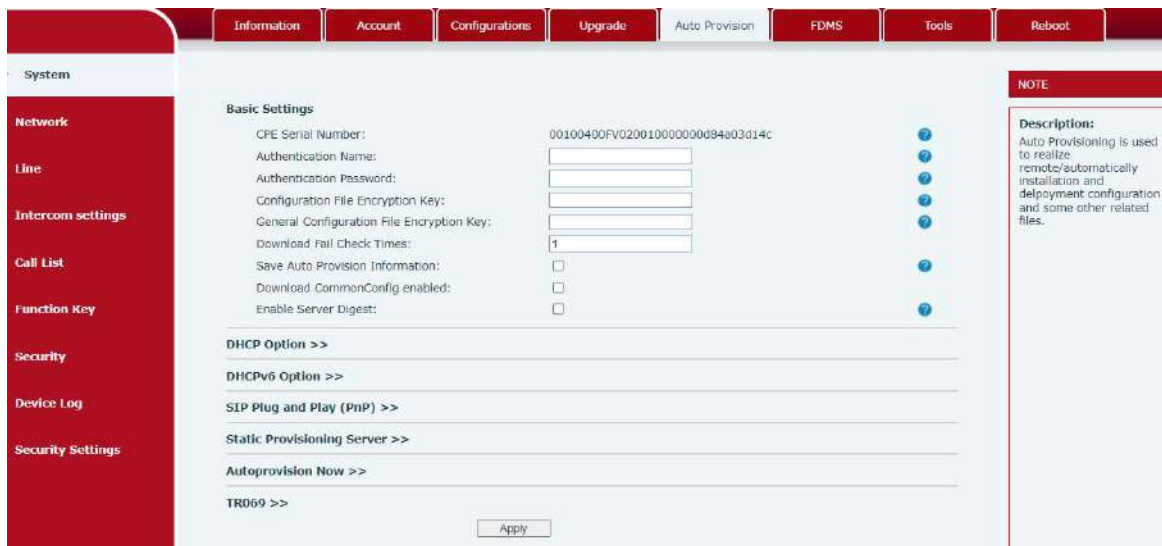 Information Account Configurations Upgrade Auto Provision FDMS Tools Reboot
System
Network
Line
Intercom settings
Call List
Function Key
Security
Device Log
Security Settings
Basic Settings
CPE Serial Number: 00100400FV020010000000d84a03d14c
Authentication Name:
Authentication Password:
Configuration File Encryption Key:
General Configuration File Encryption Key:
Download Fail Check Times: 1
Save Auto Provision Information:
Download CommonConfig enabled:
Enable Server Digest:
DHCP Option >>
DHCPv6 Option >>
SIP Plug and Play (PnP) >>
Static Provisioning Server >>
Autoprovision Now >>
TR069 >>
Apply
NOTE
Description:
Auto Provisioning is used
to realize
remote/automatically
installation and
delpoyment configuration
and some other related
files.